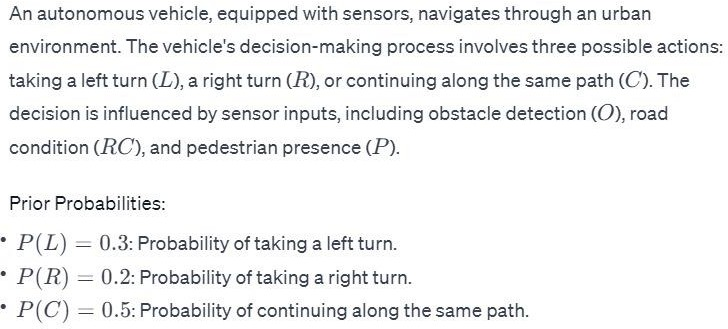 An autonomous vehicle, equipped with sensors, navigates through an urban
environment. The vehicle's decision-making process involves three possible actions:
taking a left turn (L), a right turn (R), or continuing along the same path (C). The
decision is influenced by sensor inputs, including obstacle detection (O), road
condition (RC), and pedestrian presence (P).
Prior Probabilities:
• P(L) = 0.3: Probability of taking a left turn.
• P(R) = 0.2: Probability of taking a right turn.
• P(C) = 0.5: Probability of continuing along the same path.